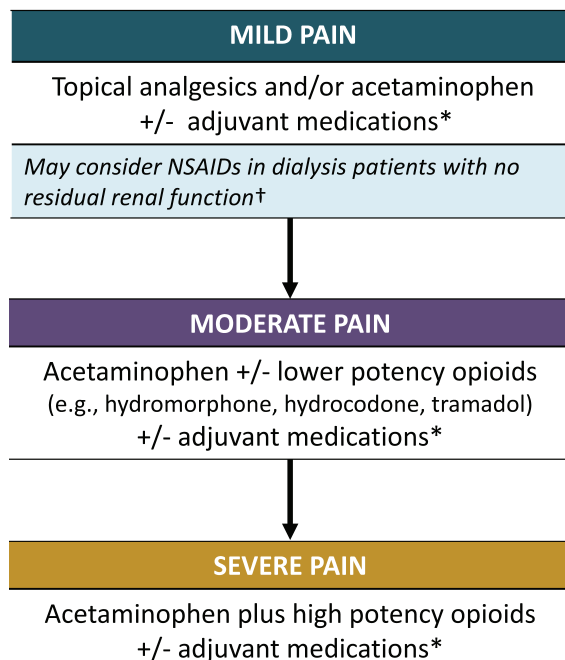 MILD PAIN
Topical analgesics and/or acetaminophen
+/- adjuvant medications*
May consider NSAIDs in dialysis patients with no
residual renal function†
MODERATE PAIN
Acetaminophen +/- lower potency opioids
(e.g., hydromorphone, hydrocodone, tramadol)
+/- adjuvant medications*
SEVERE PAIN
Acetaminophen plus high potency opioids
+/- adjuvant medications*